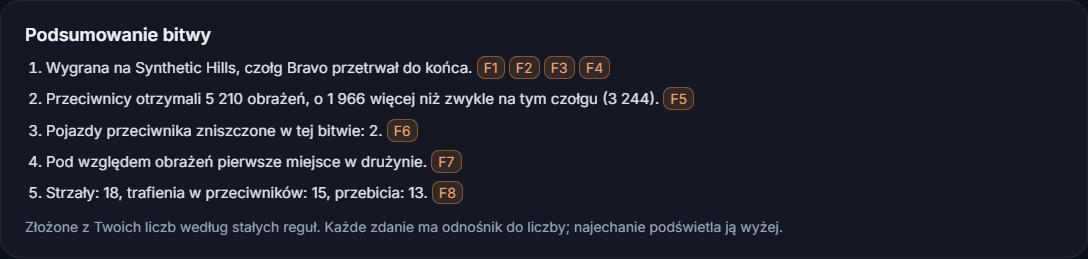 Podsumowanie bitwy
1. Wygrana na Synthetic Hills, czołg Bravo przetrwał do końca. F1 F2 F3 F4
2. Przeciwnicy otrzymali 5 210 obrażeń, o 1 966 więcej niż zwykle na tym czołgu (3 244). F5
3. Pojazdy przeciwnika zniszczone w tej bitwie: 2. F6
4. Pod względem obrażeń pierwsze miejsce w drużynie. F7
5. Strzały: 18, trafienia w przeciwników: 15, przebicia: 13. F8
Złożone z Twoich liczb według stałych reguł. Każde zdanie ma odnośnik do liczby; najechanie podświetla ją wyżej.